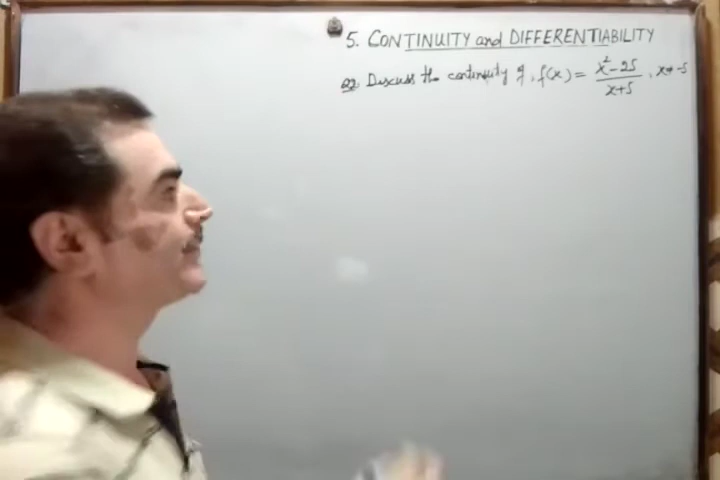 5. CONTINUITY and DIFFERENTIABILITY
Q2. Discuss the continuity of, f(x) = (x² - 25)/(x+5), x ≠ -5